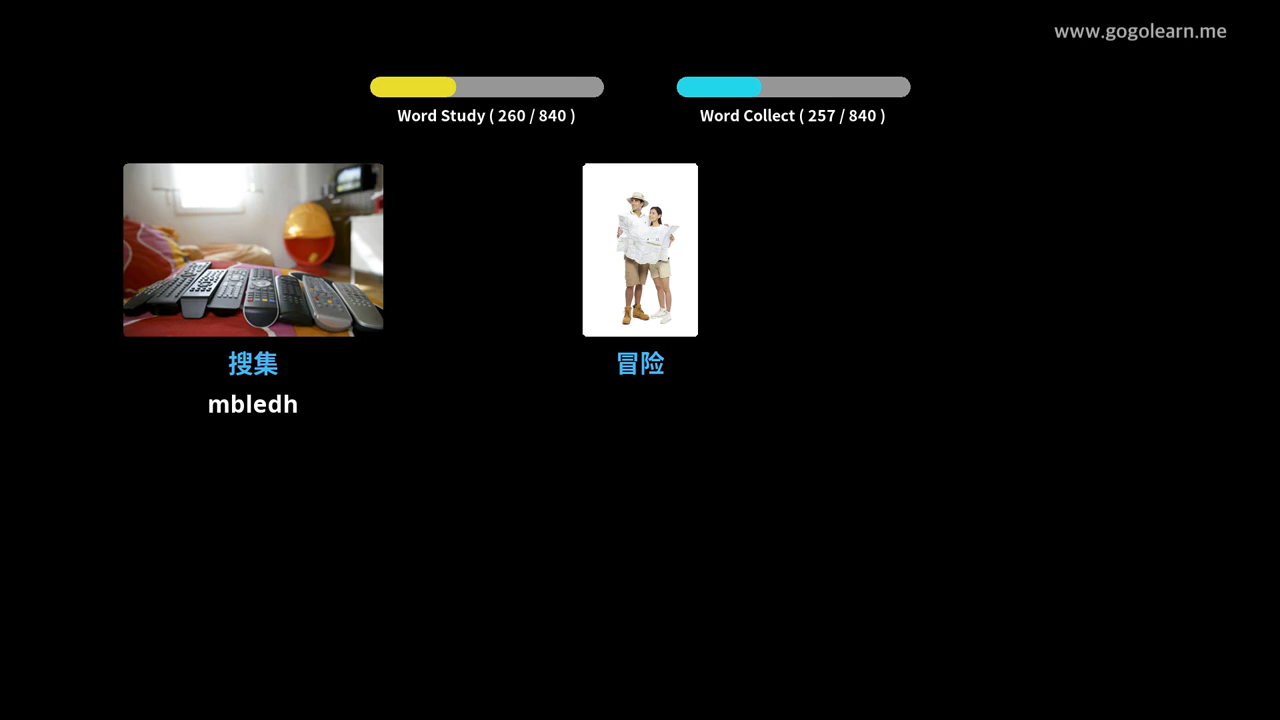 www.gogolearn.me
Word Study ( 260 / 840 )
Word Collect ( 257 / 840 )
搜集
冒险
mbledh